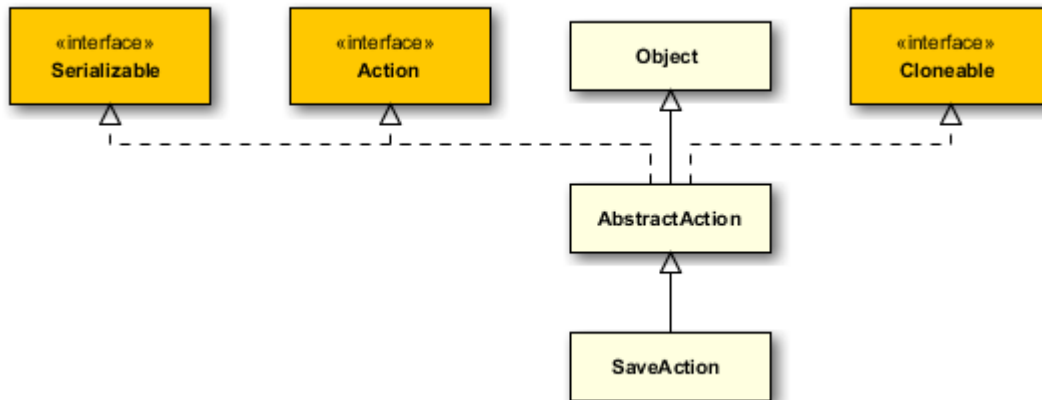 «interface»
Serializable
«interface»
Action
Object
«interface»
Cloneable
AbstractAction
SaveAction